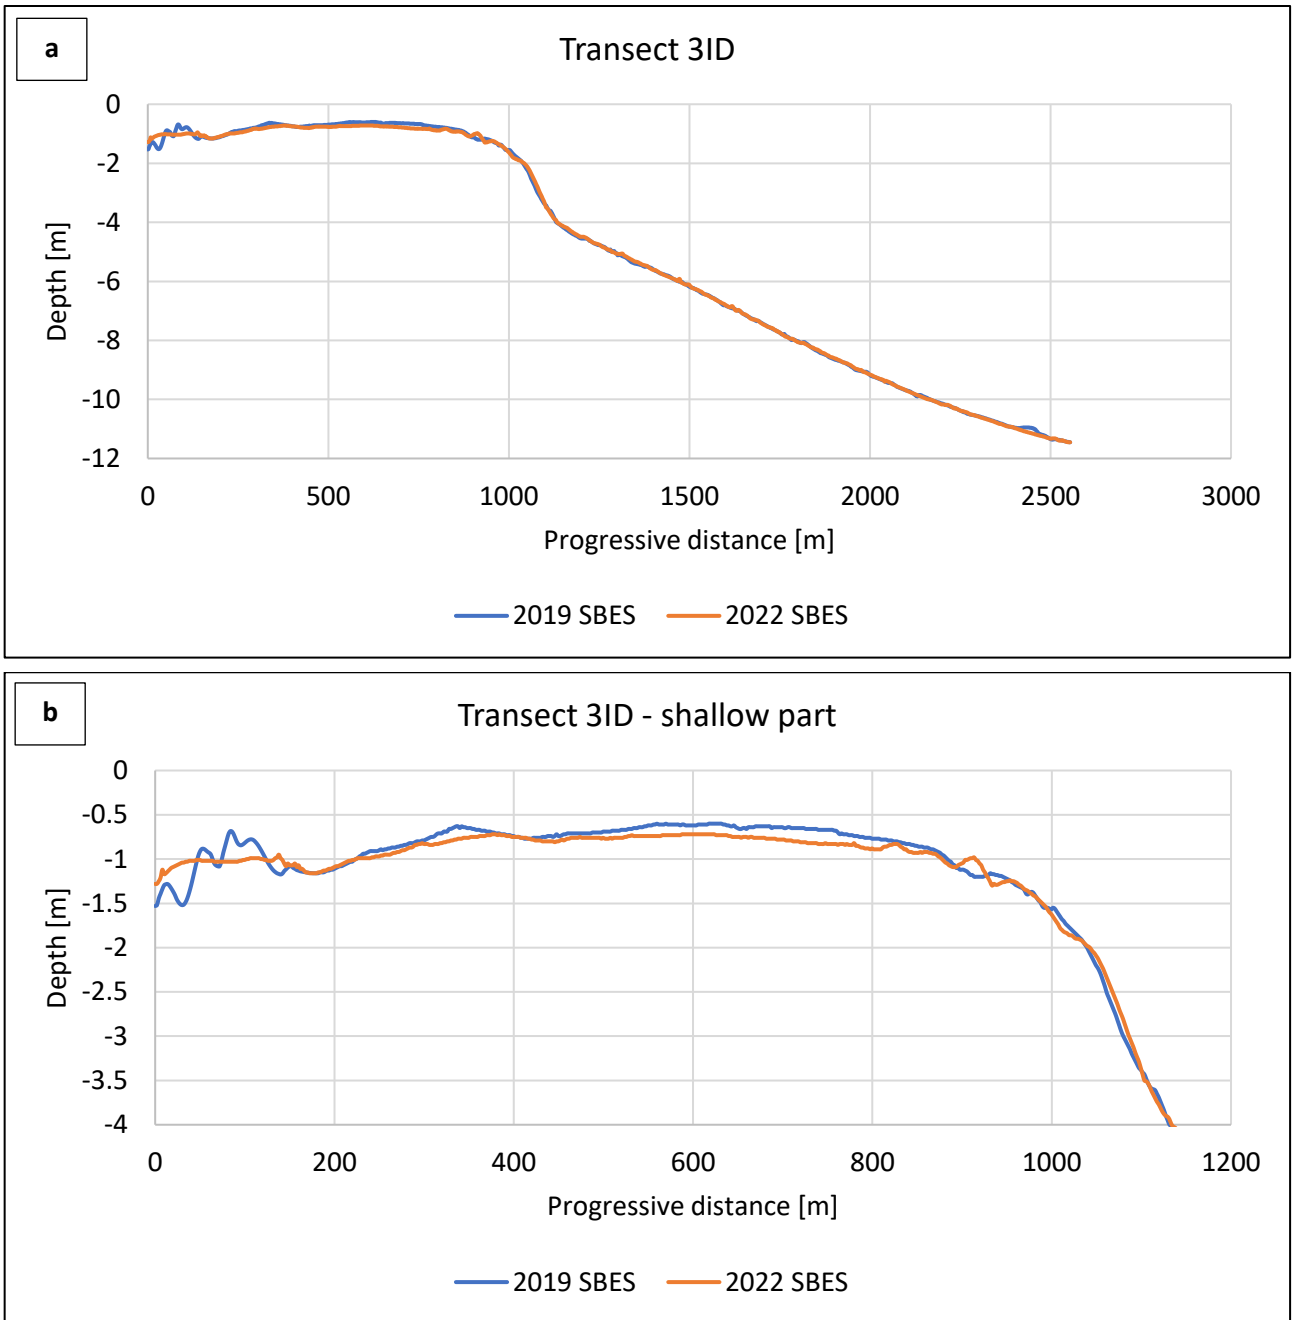 a
Transect 3ID
0
-2
-4
-6
-8
-10
-12
Depth [m]
0 500 1000 1500 2000 2500 3000
Progressive distance [m]
2019 SBES 2022 SBES
b
Transect 3ID - shallow part
0
-0.5
-1
-1.5
-2
-2.5
-3
-3.5
-4
Depth [m]
0 200 400 600 800 1000 1200
Progressive distance [m]
2019 SBES 2022 SBES